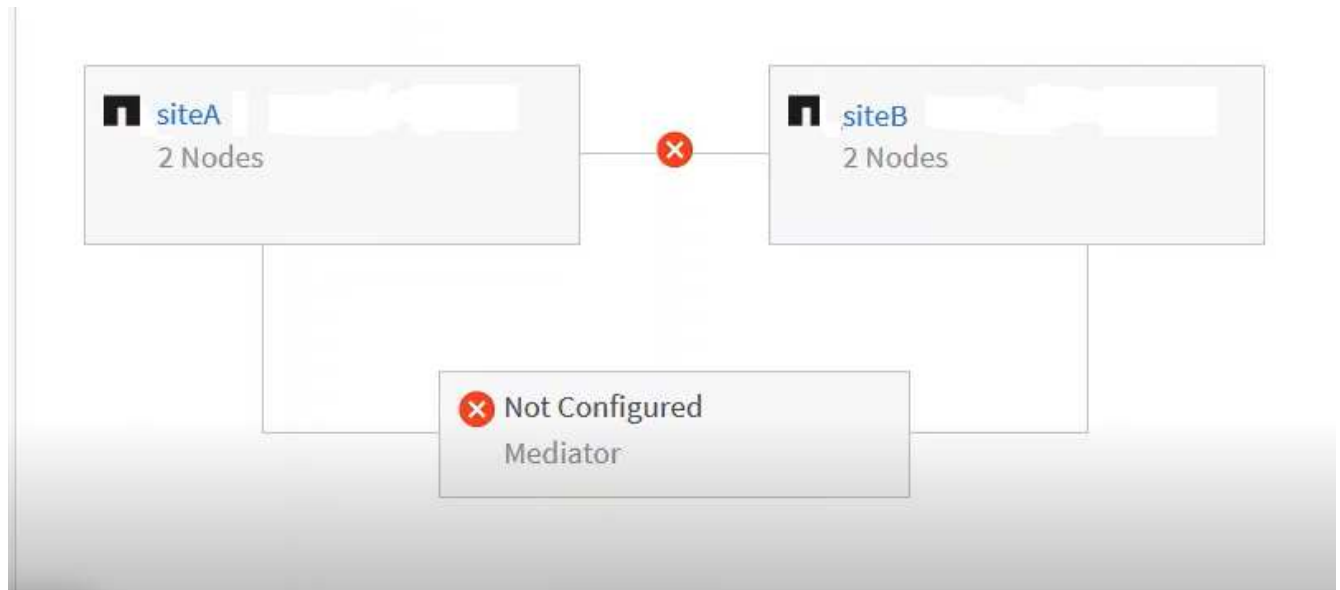 siteA
2 Nodes
siteB
2 Nodes
Not Configured
Mediator